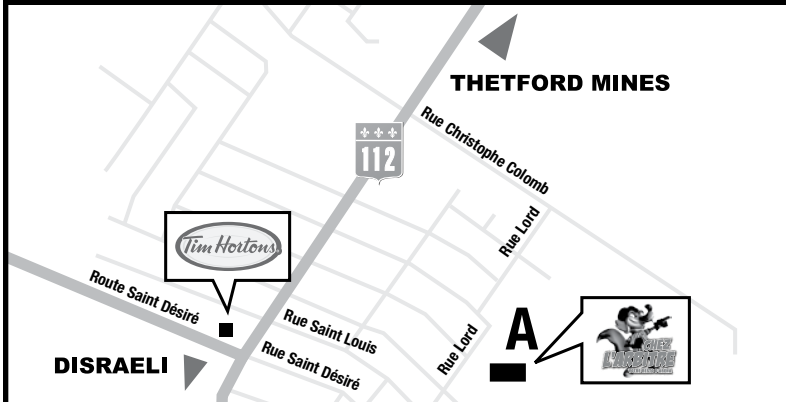 THETFORD MINES
Rue Christophe Colomb
112
Rue Lord
Tim Hortons
Route Saint Désiré
Rue Saint Louis
Rue Saint Désiré
Rue Lord
A
CHEZ
L'ARBITRE
DISRAELI